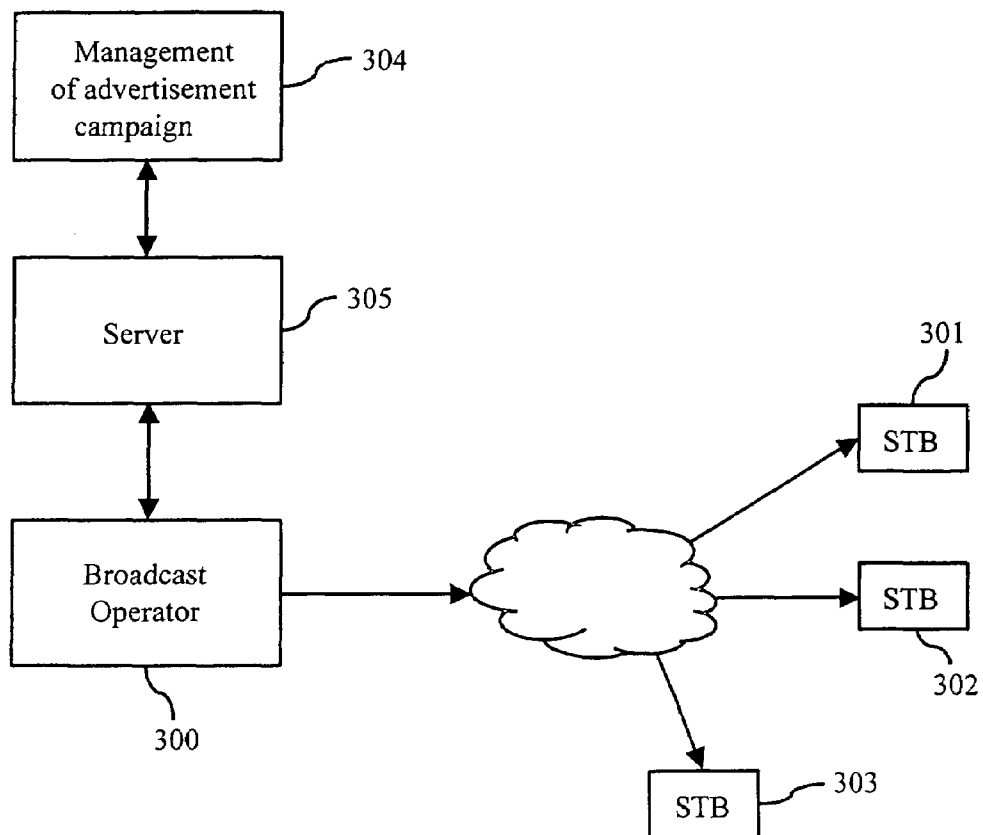 Management
of advertisement
campaign
304
Server
305
301
STB
Broadcast
Operator
STB
302
300
STB
303